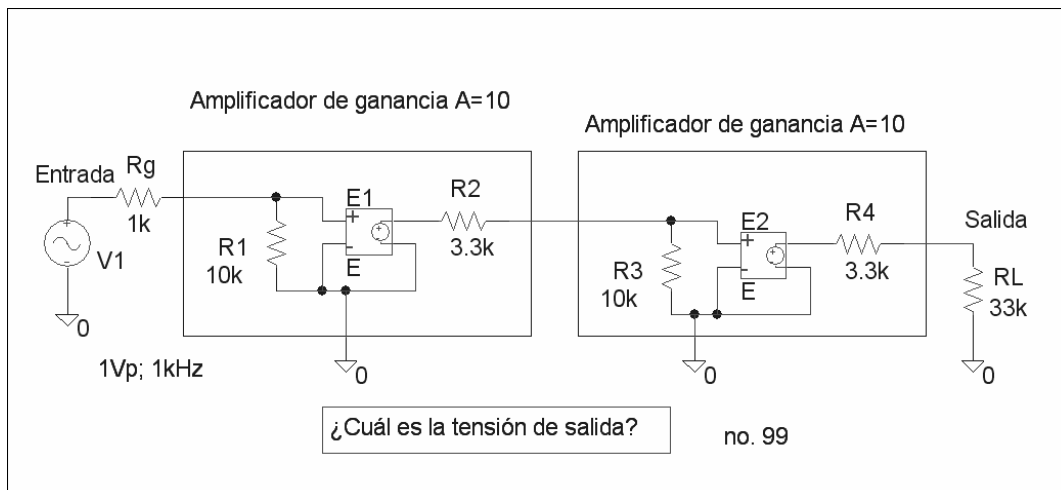 Amplificador de ganancia A=10
Amplificador de ganancia A=10
Entrada
Rg
1k
V1
0
1Vp; 1kHz
R1
10k
E1
E
R2
3.3k
0
R3
10k
E2
E
R4
3.3k
0
Salida
RL
33k
0
¿Cuál es la tensión de salida?
no. 99